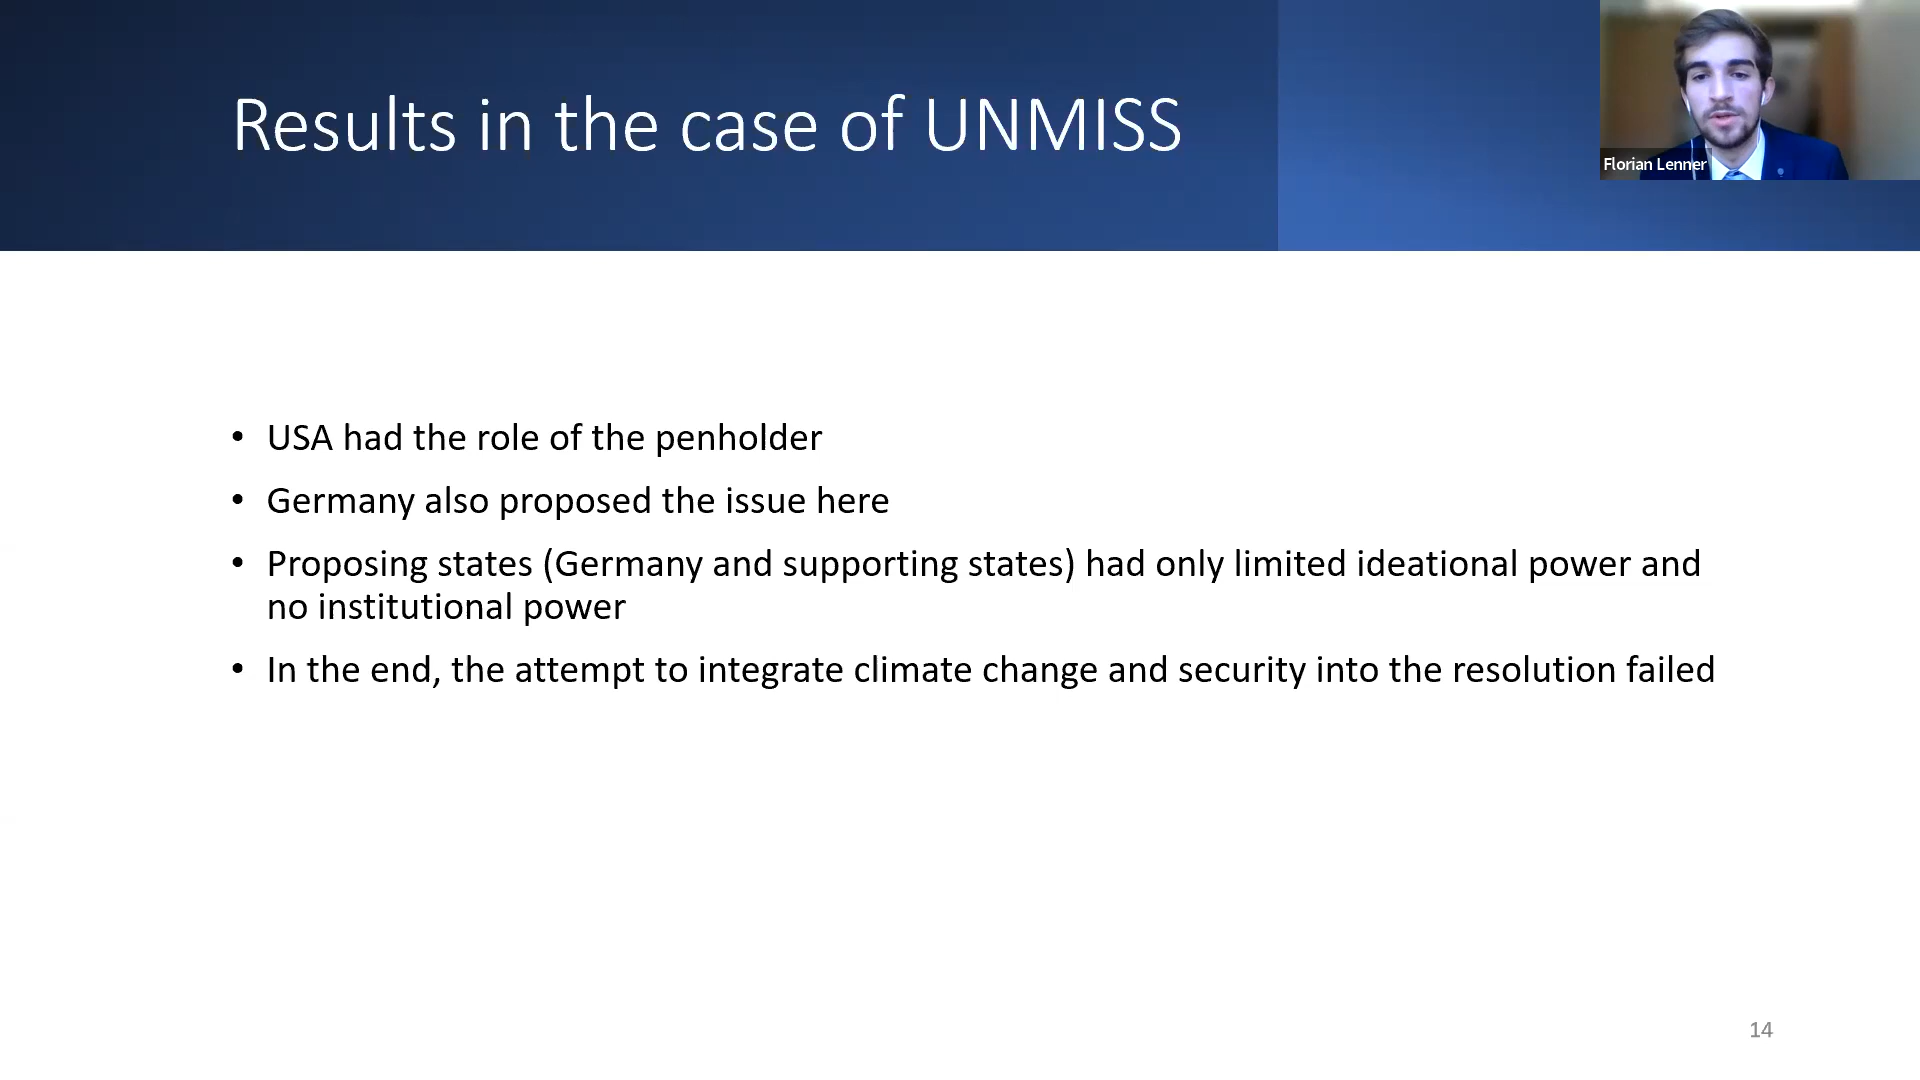 Results in the case of UNMISS
Florian Lenner
• USA had the role of the penholder
• Germany also proposed the issue here
• Proposing states (Germany and supporting states) had only limited ideational power and
no institutional power
• In the end, the attempt to integrate climate change and security into the resolution failed
14